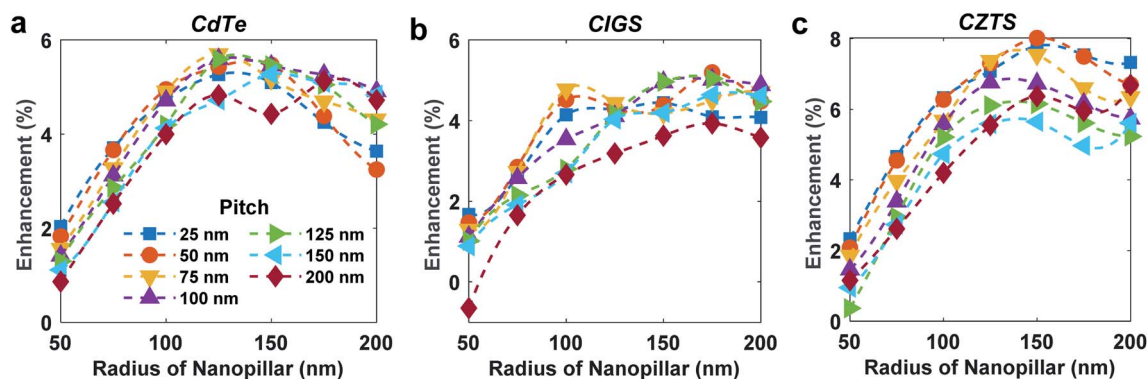 a
CdTe
Enhancement (%)
6
4
2
0
Pitch
25 nm
50 nm
75 nm
100 nm
125 nm
150 nm
200 nm
50
100
150
200
Radius of Nanopillar (nm)
b
CIGS
Enhancement (%)
6
4
2
0
50
100
150
200
Radius of Nanopillar (nm)
c
CZTS
Enhancement (%)
8
6
4
2
0
50
100
150
200
Radius of Nanopillar (nm)